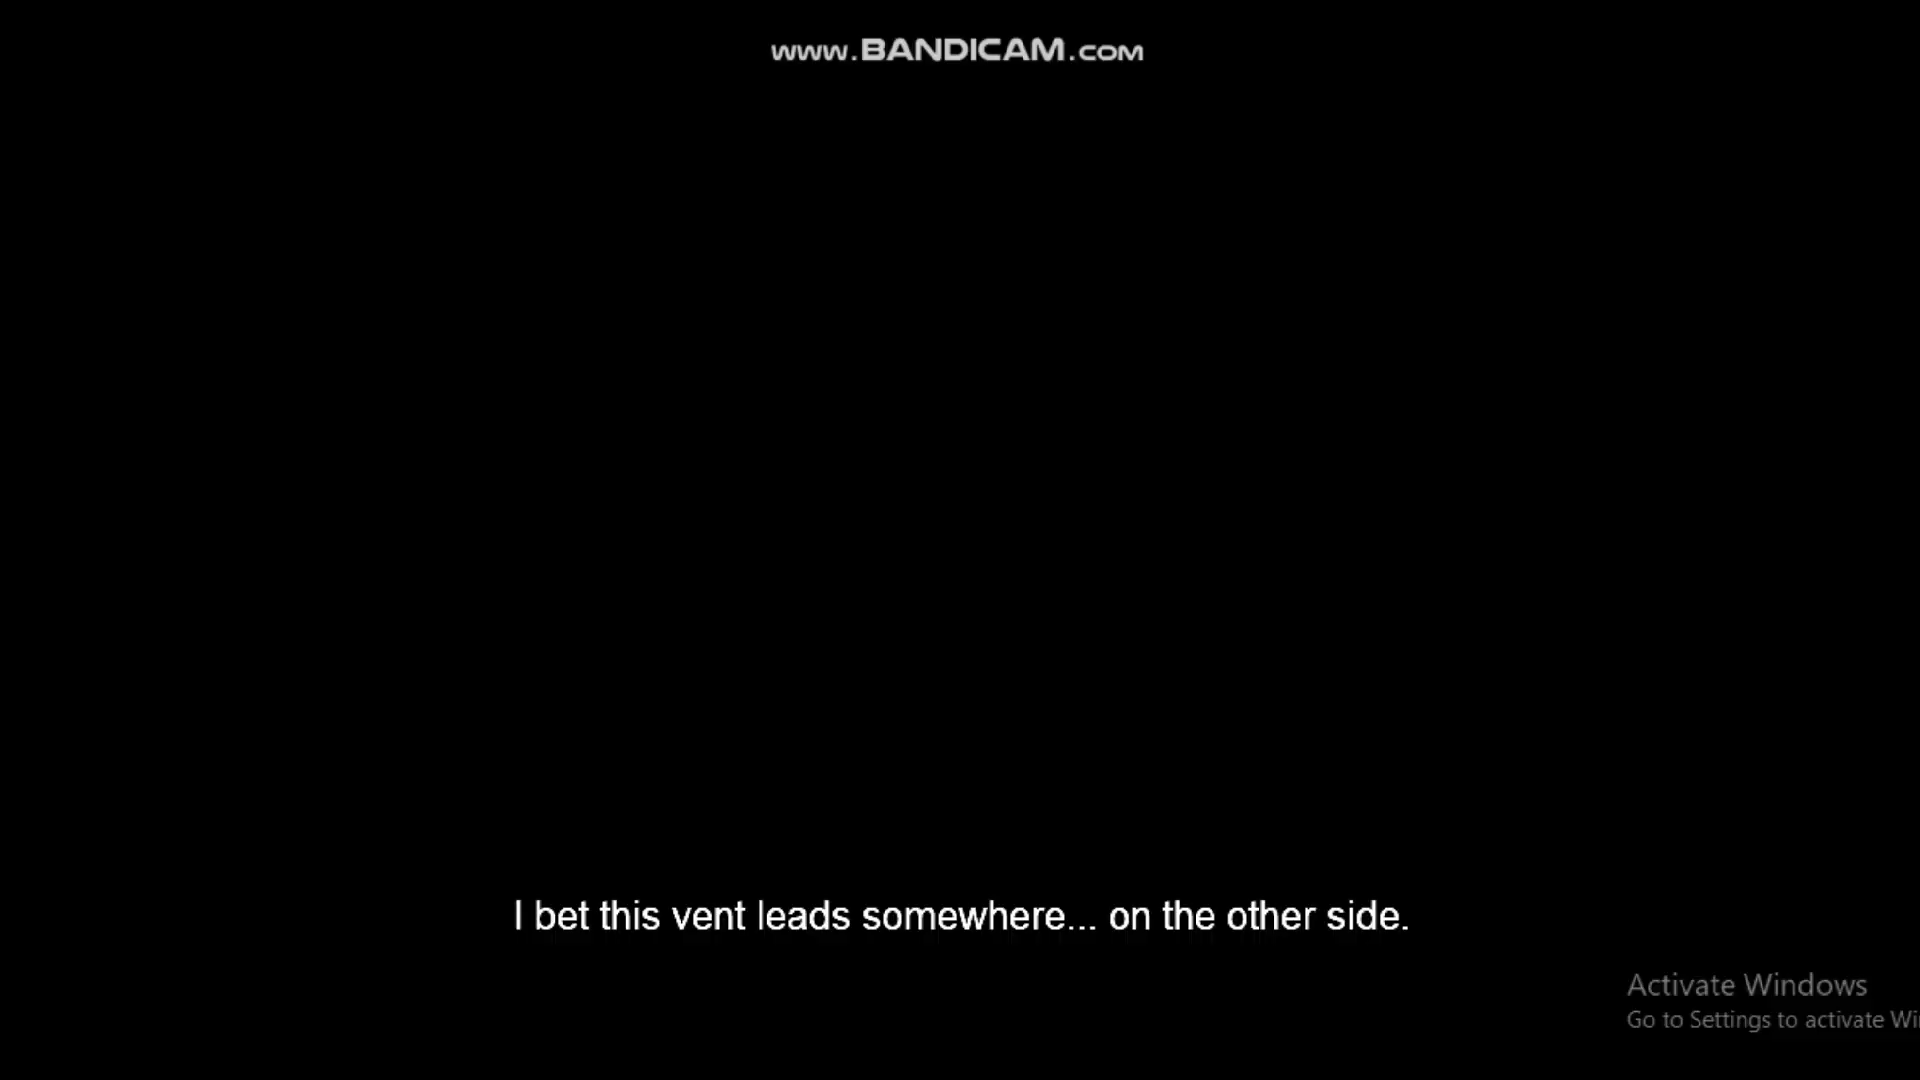 www.BANDICAM.com
I bet this vent leads somewhere... on the other side.
Activate Windows
Go to Settings to activate Wi